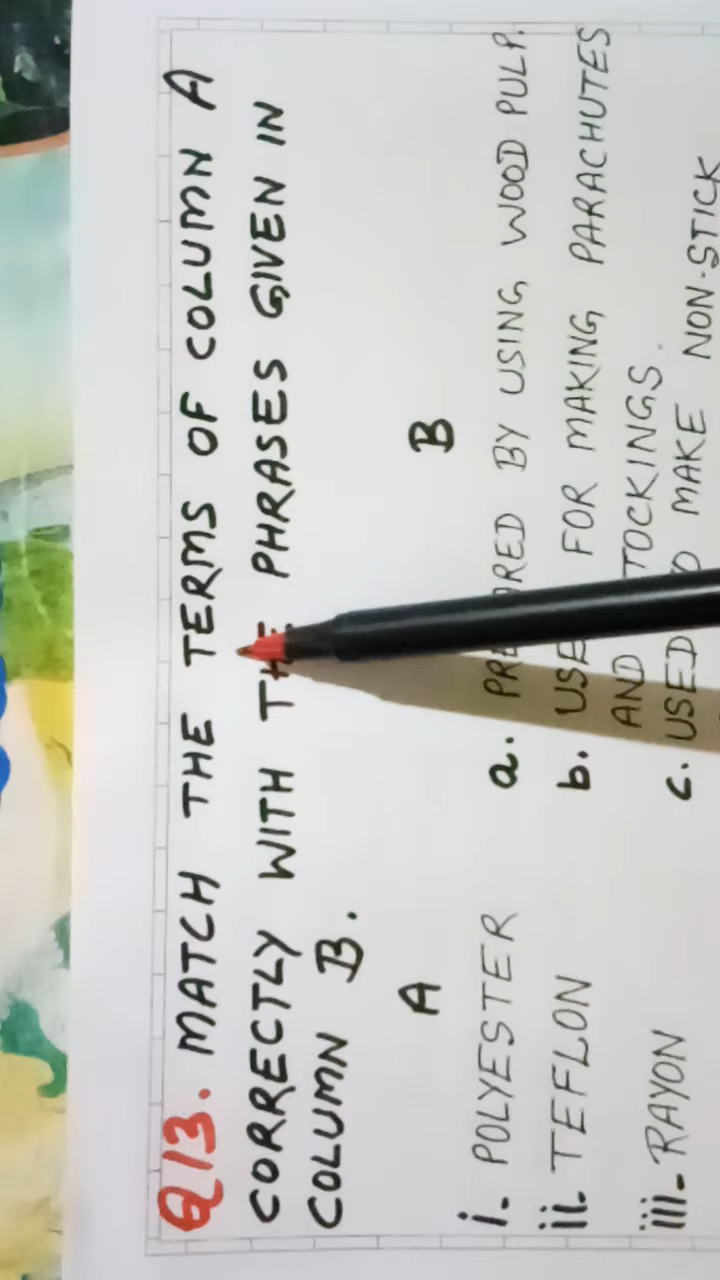 Q13. MATCH THE TERMS OF COLUMN A
CORRECTLY WITH THE PHRASES GIVEN IN
COLUMN B.
A B
i. POLYESTER a. PREPARED BY USING WOOD PULP.
ii. TEFLON b. USED FOR MAKING PARACHUTES
AND STOCKINGS.
iii. RAYON c. USED TO MAKE NON-STICK